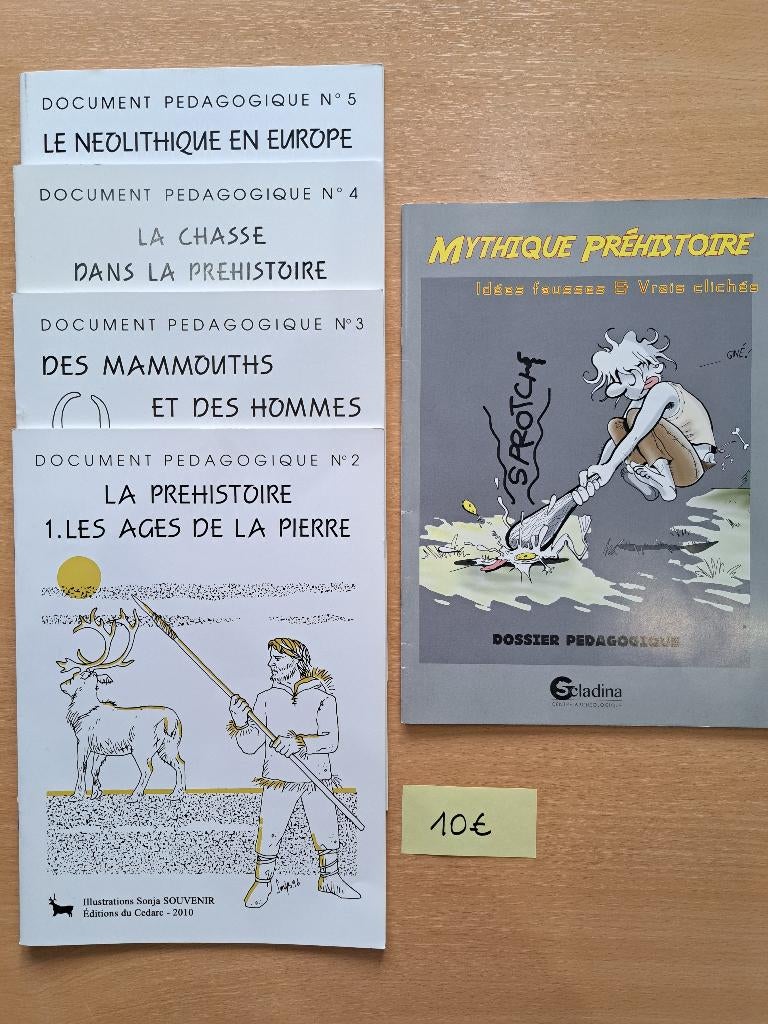 DOCUMENT PEDAGOGIQUE N° 5
LE NEOLITHIQUE EN EUROPE
DOCUMENT PEDAGOGIQUE N° 4
LA CHASSE
DANS LA PREHISTOIRE
DOCUMENT PEDAGOGIQUE N°3
DES MAMMOUTHS
ET DES HOMMES
DOCUMENT PEDAGOGIQUE N°2
LA PREHISTOIRE
1.LES AGES DE LA PIERRE
Illustrations Sonja SOUVENIR
Éditions du Cedarc - 2010
MYTHIQUE PRÉHISTOIRE
Idées fausses & Vrais clichés
SPROTCH
DOSSIER PEDAGOGIQUE
Scladina
CENTRE ARCHÉOLOGIQUE
10€